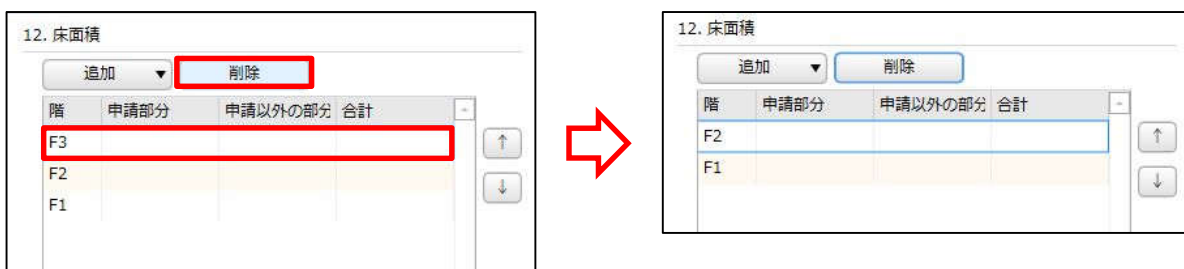 12. 床面積
追加 ▼ 削除
階 申請部分 申請以外の部分 合計
F3
F2
F1
↑
↓
12. 床面積
追加 ▼ 削除
階 申請部分 申請以外の部分 合計
F2
F1
↑
↓